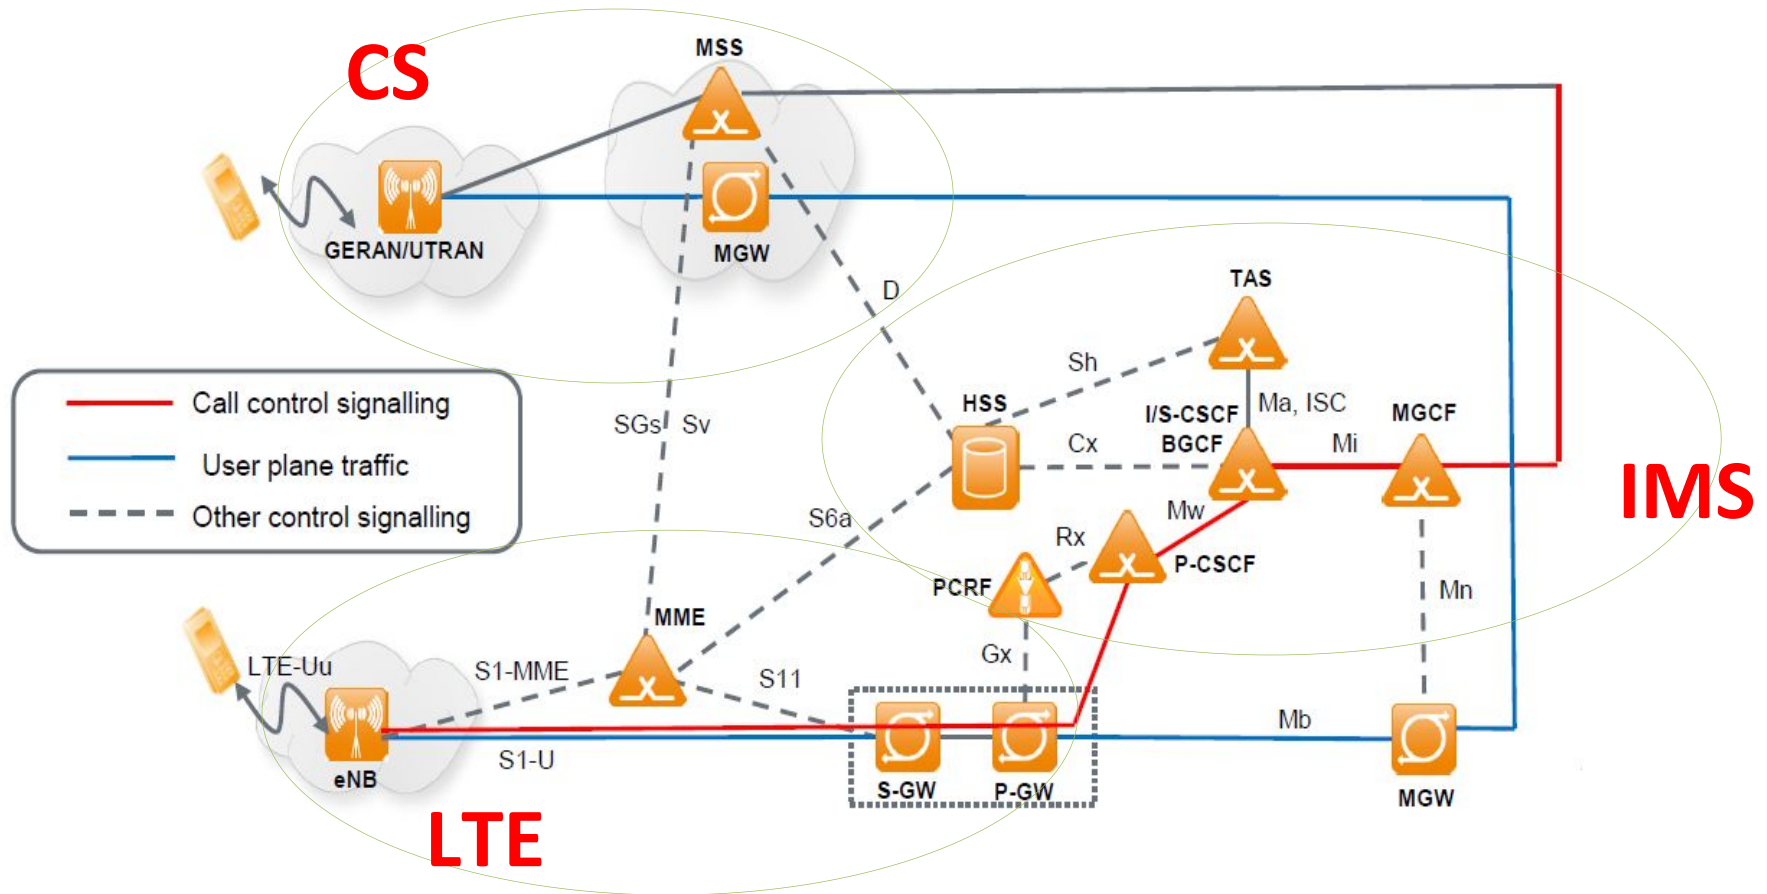 CS
MSS
GERAN/UTRAN
MGW
D
TAS
Sh
HSS
Ma, ISC
I/S-CSCF
BGCF
MGCF
Cx
Mi
IMS
Call control signalling
User plane traffic
Other control signalling
SGs
Sv
S6a
Mw
Rx
P-CSCF
PCRF
Mn
MME
LTE-Uu
S1-MME
S11
Gx
Mb
S1-U
eNB
S-GW
P-GW
MGW
LTE